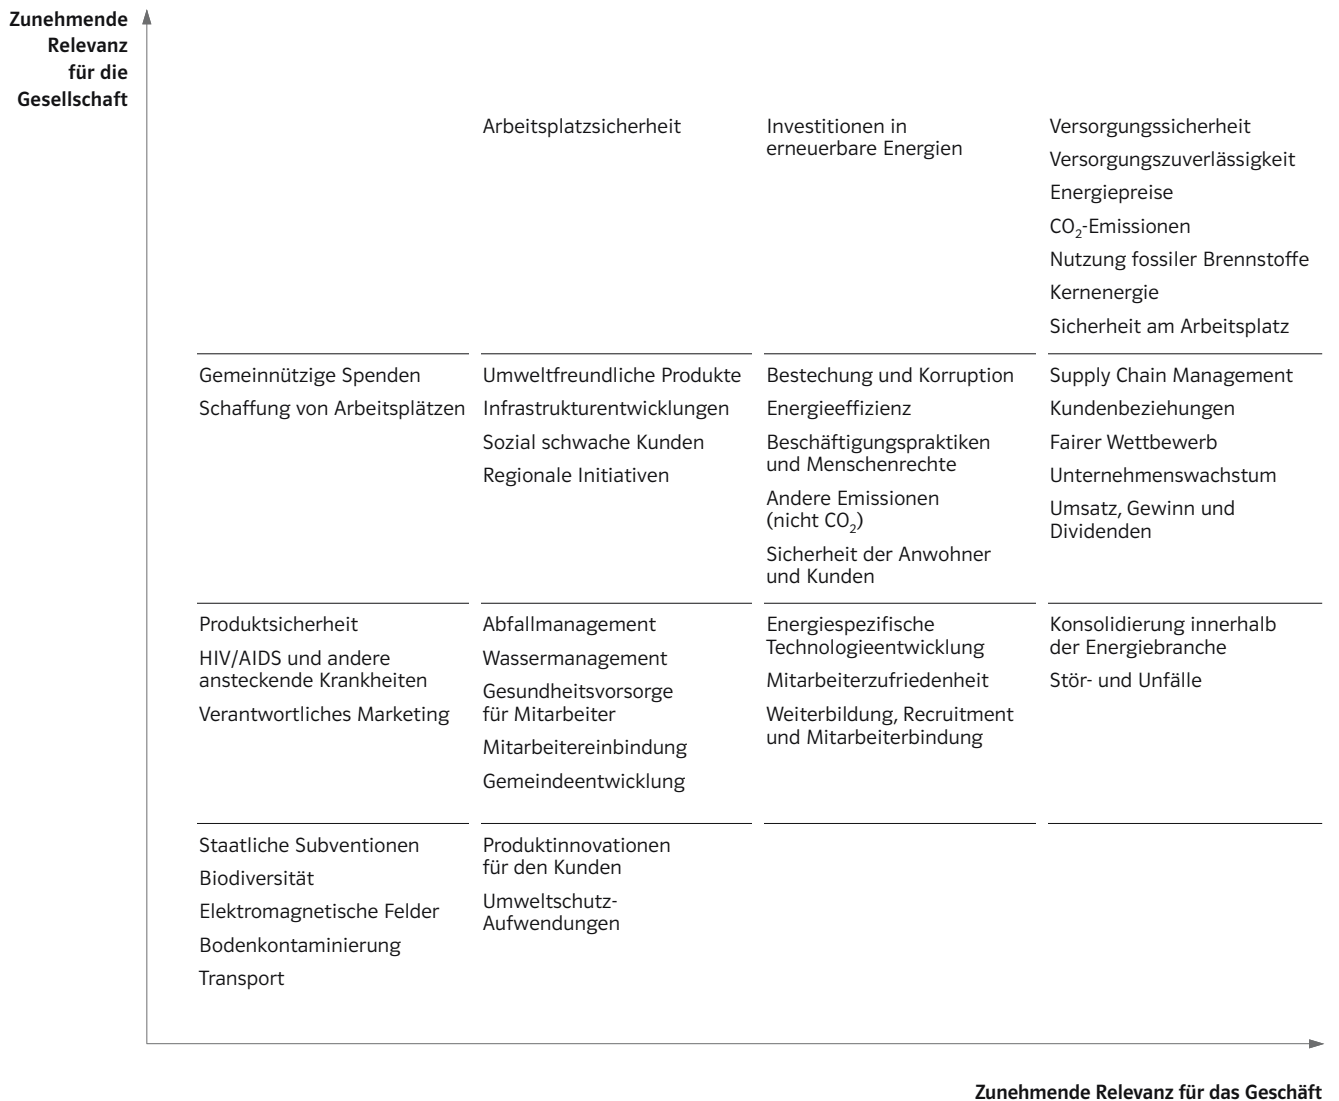 Zunehmende
Relevanz
für die
Gesellschaft
Arbeitsplatzsicherheit
Investitionen in
erneuerbare Energien
Versorgungssicherheit
Versorgungszuverlässigkeit
Energiepreise
CO₂-Emissionen
Nutzung fossiler Brennstoffe
Kernenergie
Sicherheit am Arbeitsplatz
Gemeinnützige Spenden
Schaffung von Arbeitsplätzen
Umweltfreundliche Produkte
Infrastrukturentwicklungen
Sozial schwache Kunden
Regionale Initiativen
Bestechung und Korruption
Energieeffizienz
Beschäftigungspraktiken
und Menschenrechte
Andere Emissionen
(nicht CO₂)
Sicherheit der Anwohner
und Kunden
Supply Chain Management
Kundenbeziehungen
Fairer Wettbewerb
Unternehmenswachstum
Umsatz, Gewinn und
Dividenden
Produktsicherheit
HIV/AIDS und andere
ansteckende Krankheiten
Verantwortliches Marketing
Abfallmanagement
Wassermanagement
Gesundheitsvorsorge
für Mitarbeiter
Mitarbeitereinbindung
Gemeindeentwicklung
Energiespezifische
Technologieentwicklung
Mitarbeiterzufriedenheit
Weiterbildung, Recruitment
und Mitarbeiterbindung
Konsolidierung innerhalb
der Energiebranche
Stör- und Unfälle
Staatliche Subventionen
Biodiversität
Elektromagnetische Felder
Bodenkontaminierung
Transport
Produktinnovationen
für den Kunden
Umweltschutz-
Aufwendungen
Zunehmende Relevanz für das Geschäft